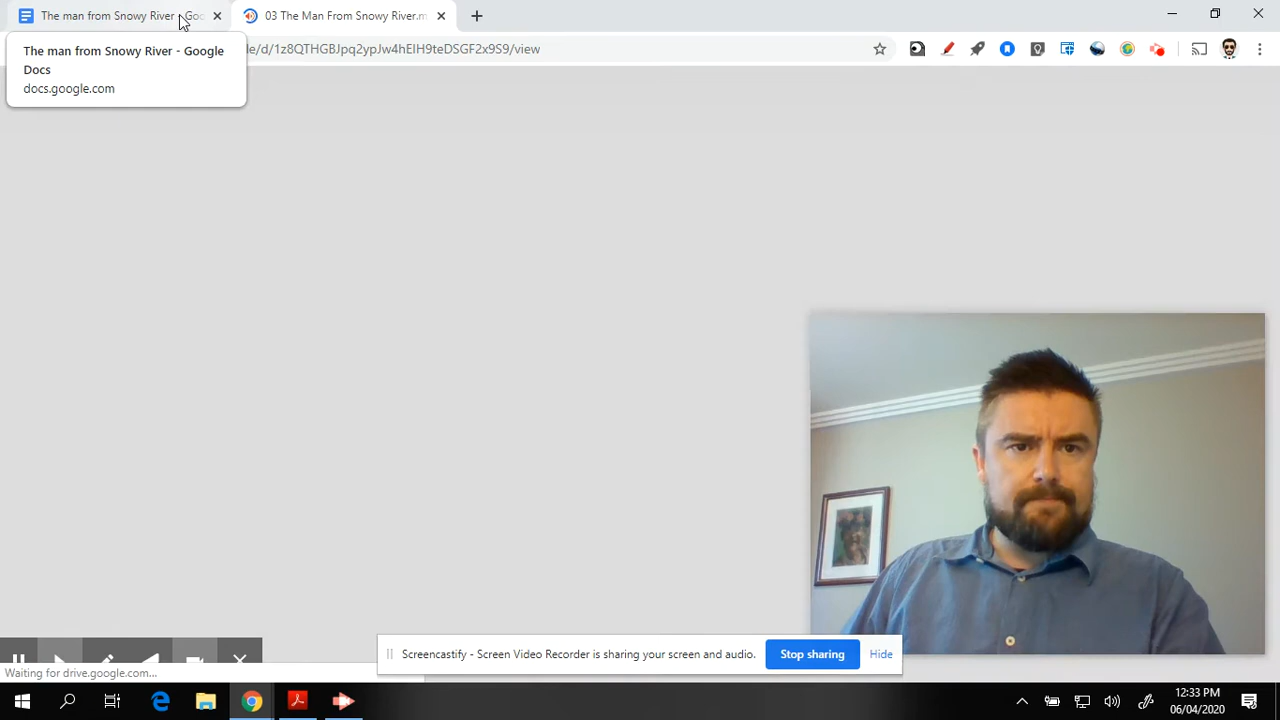 The man from Snowy River - Goo
03 The Man From Snowy River.m
The man from Snowy River - Google
Docs
docs.google.com
le/d/1z8QTHGBJpq2ypJw4hEIH9teDSGF2x9S9/view
Screencastify - Screen Video Recorder is sharing your screen and audio.
Stop sharing
Hide
Waiting for drive.google.com...
12:33 PM
06/04/2020